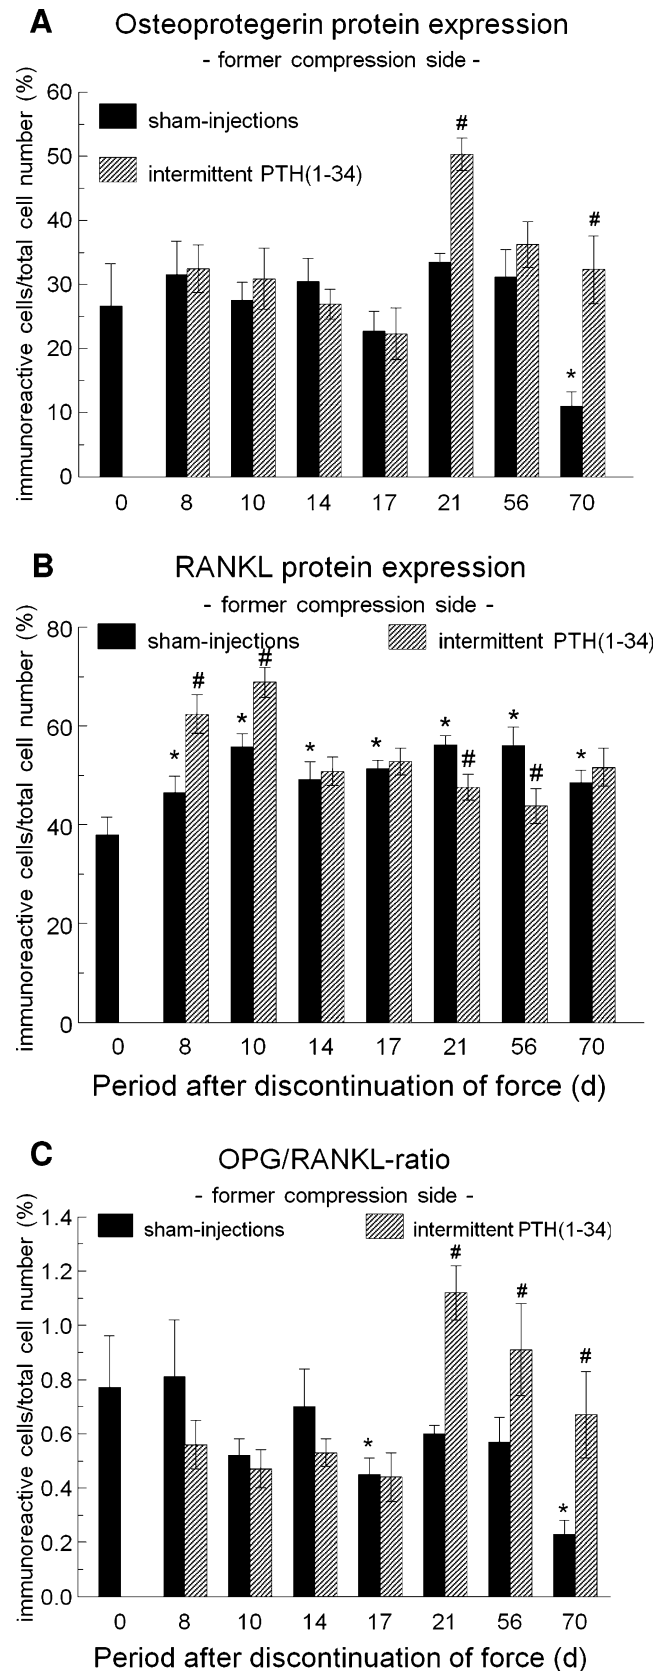 A
Osteoprotegerin protein expression
- former compression side -
immunoreactive cells/total cell number (%)
60
50
40
30
20
10
0
sham-injections
intermittent PTH(1-34)
#
#
*
0 8 10 14 17 21 56 70
B
RANKL protein expression
- former compression side -
immunoreactive cells/total cell number (%)
80
60
40
20
0
sham-injections
intermittent PTH(1-34)
# #
* * * * * * *
# #
0 8 10 14 17 21 56 70
Period after discontinuation of force (d)
C
OPG/RANKL-ratio
- former compression side -
immunoreactive cells/total cell number (%)
1.4
1.2
1.0
0.8
0.6
0.4
0.2
0.0
sham-injections
intermittent PTH(1-34)
# # #
* *
0 8 10 14 17 21 56 70
Period after discontinuation of force (d)